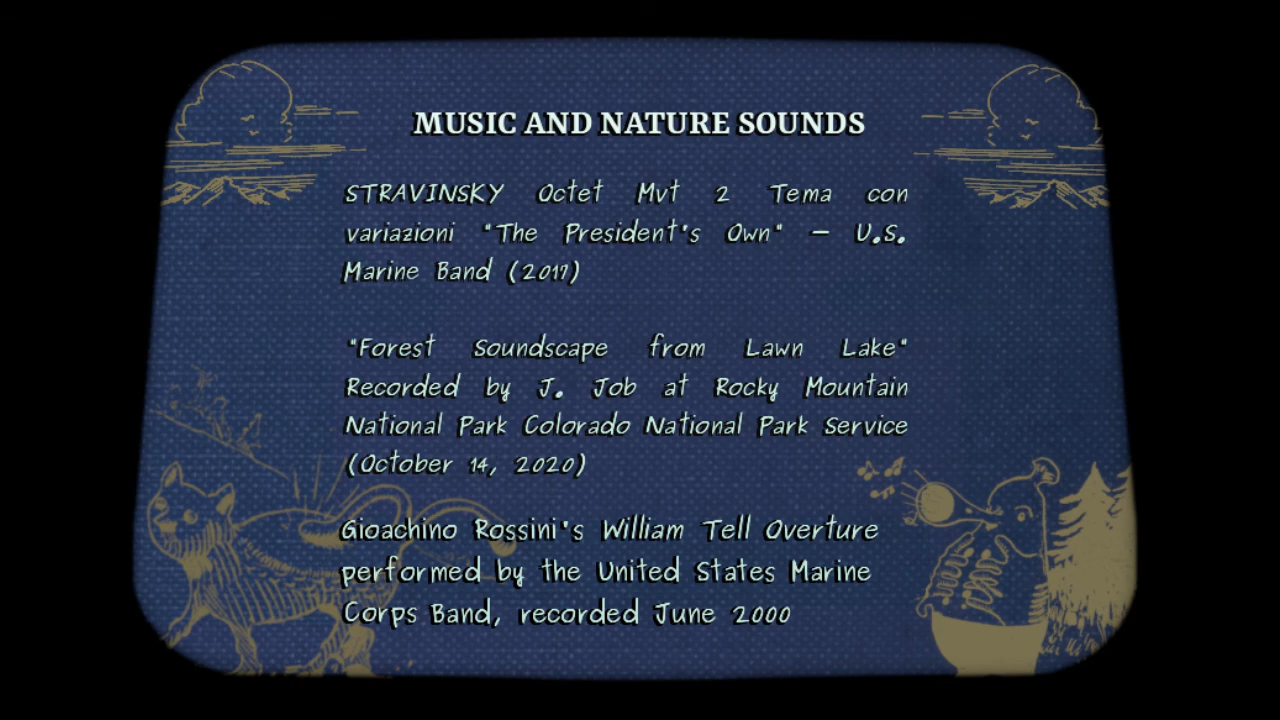 MUSIC AND NATURE SOUNDS
STRAVINSKY Octet Mvt 2 Tema con
variazioni "The President's Own" – U.S.
Marine Band (2017)
"Forest Soundscape from Lawn Lake"
Recorded by J. Job at Rocky Mountain
National Park Colorado National Park Service
(October 14, 2020)
Gioachino Rossini's William Tell Overture
performed by the United States Marine
Corps Band, recorded June 2000